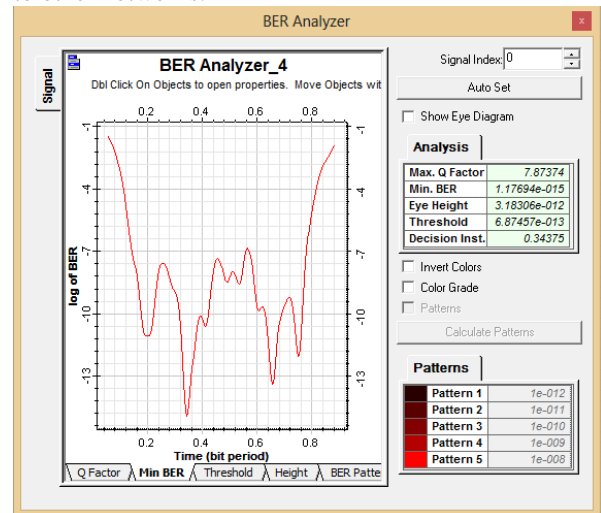 BER Analyzer
x
Signal
BER Analyzer_4
Dbl Click On Objects to open properties. Move Objects wit
0.2 0.4 0.6 0.8
-1 -1
-4 -4
-7 -7
-10 -10
-13 -13
log of BER
0.2 0.4 0.6 0.8
Time (bit period)
Q Factor Min BER Threshold Height BER Patte
Signal Index: 0
Auto Set
Show Eye Diagram
Analysis
Max. Q Factor 7.87374
Min. BER 1.17694e-015
Eye Height 3.18306e-012
Threshold 6.87457e-013
Decision Inst. 0.34375
Invert Colors
Color Grade
Patterns
Calculate Patterns
Patterns
Pattern 1 1e-012
Pattern 2 1e-011
Pattern 3 1e-010
Pattern 4 1e-009
Pattern 5 1e-008